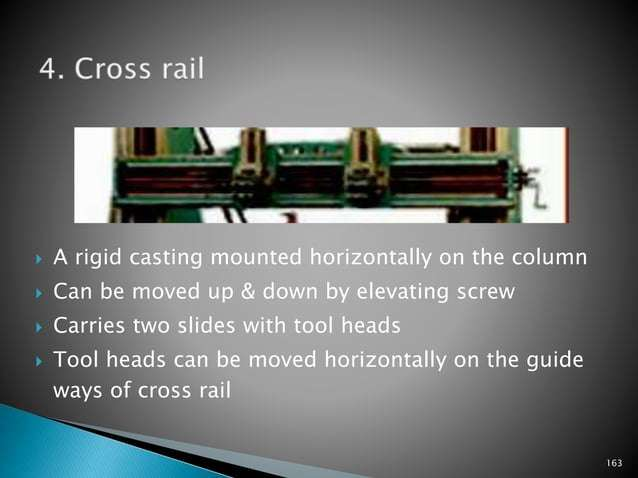 4. Cross rail
A rigid casting mounted horizontally on the column
Can be moved up & down by elevating screw
Carries two slides with tool heads
Tool heads can be moved horizontally on the guide
ways of cross rail
163